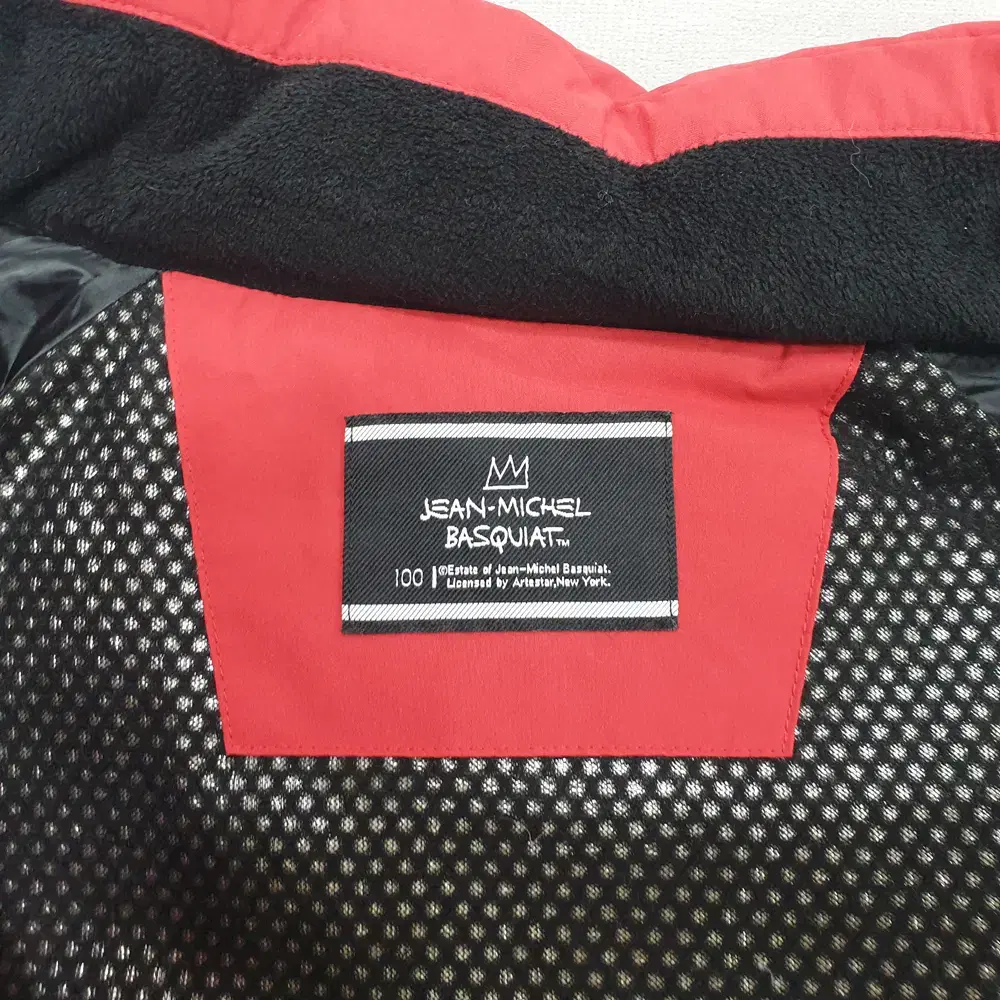 JEAN-MICHEL
BASQUIAT™
100 | ©Estate of Jean-Michel Basquiat.
Licensed by Artestar,New York.